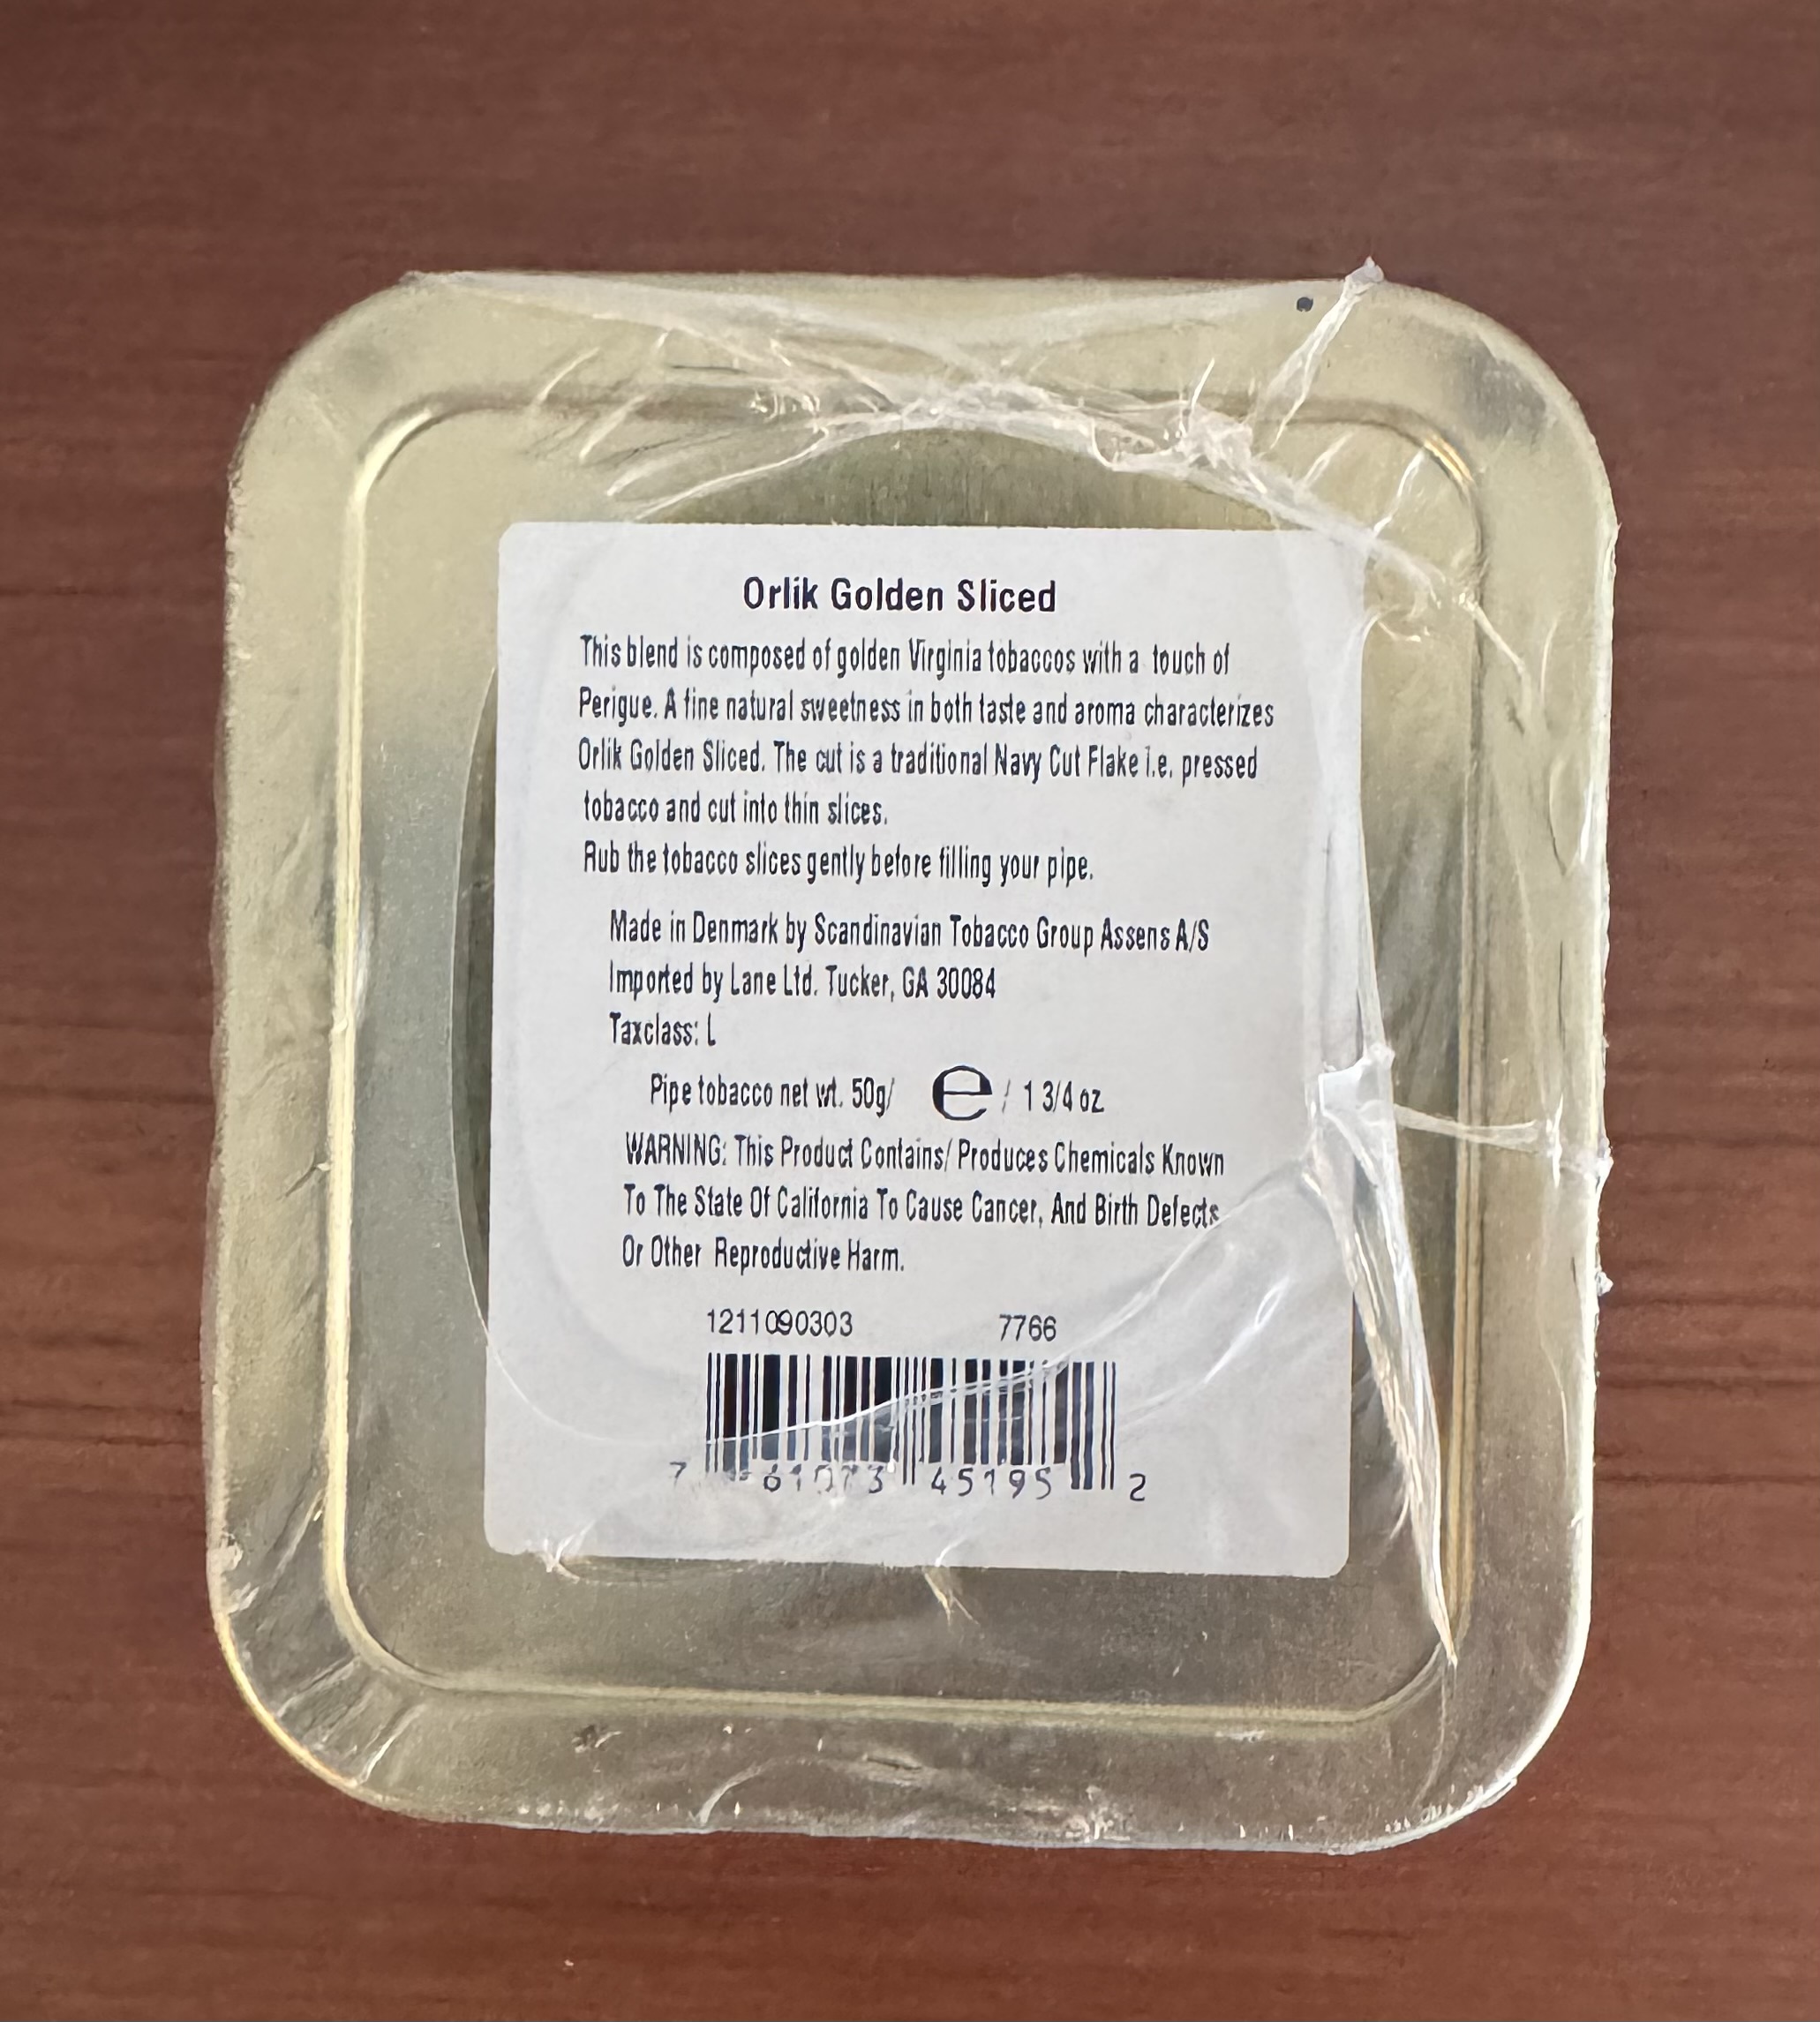 Orlik Golden Sliced
This blend is composed of golden Virginia tobaccos with a touch of
Perigue. A fine natural sweetness in both taste and aroma characterizes
Orlik Golden Sliced. The cut is a traditional Navy Cut Flake i.e. pressed
tobacco and cut into thin slices.
Rub the tobacco slices gently before filling your pipe.
Made in Denmark by Scandinavian Tobacco Group Assens A/S
Imported by Lane Ltd. Tucker, GA 30084
Taxclass: L
Pipe tobacco net wt. 50g/ e / 1 3/4 oz
WARNING: This Product Contains/ Produces Chemicals Known
To The State Of California To Cause Cancer, And Birth Defects
Or Other Reproductive Harm.
1211090303 7766
7 45195 2